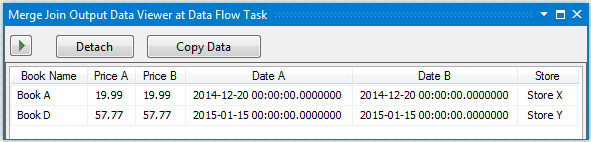 Merge Join Output Data Viewer at Data Flow Task
Detach Copy Data
Book Name Price A Price B Date A Date B Store
Book A 19.99 19.99 2014-12-20 00:00:00.0000000 2014-12-20 00:00:00.0000000 Store X
Book D 57.77 57.77 2015-01-15 00:00:00.0000000 2015-01-15 00:00:00.0000000 Store Y